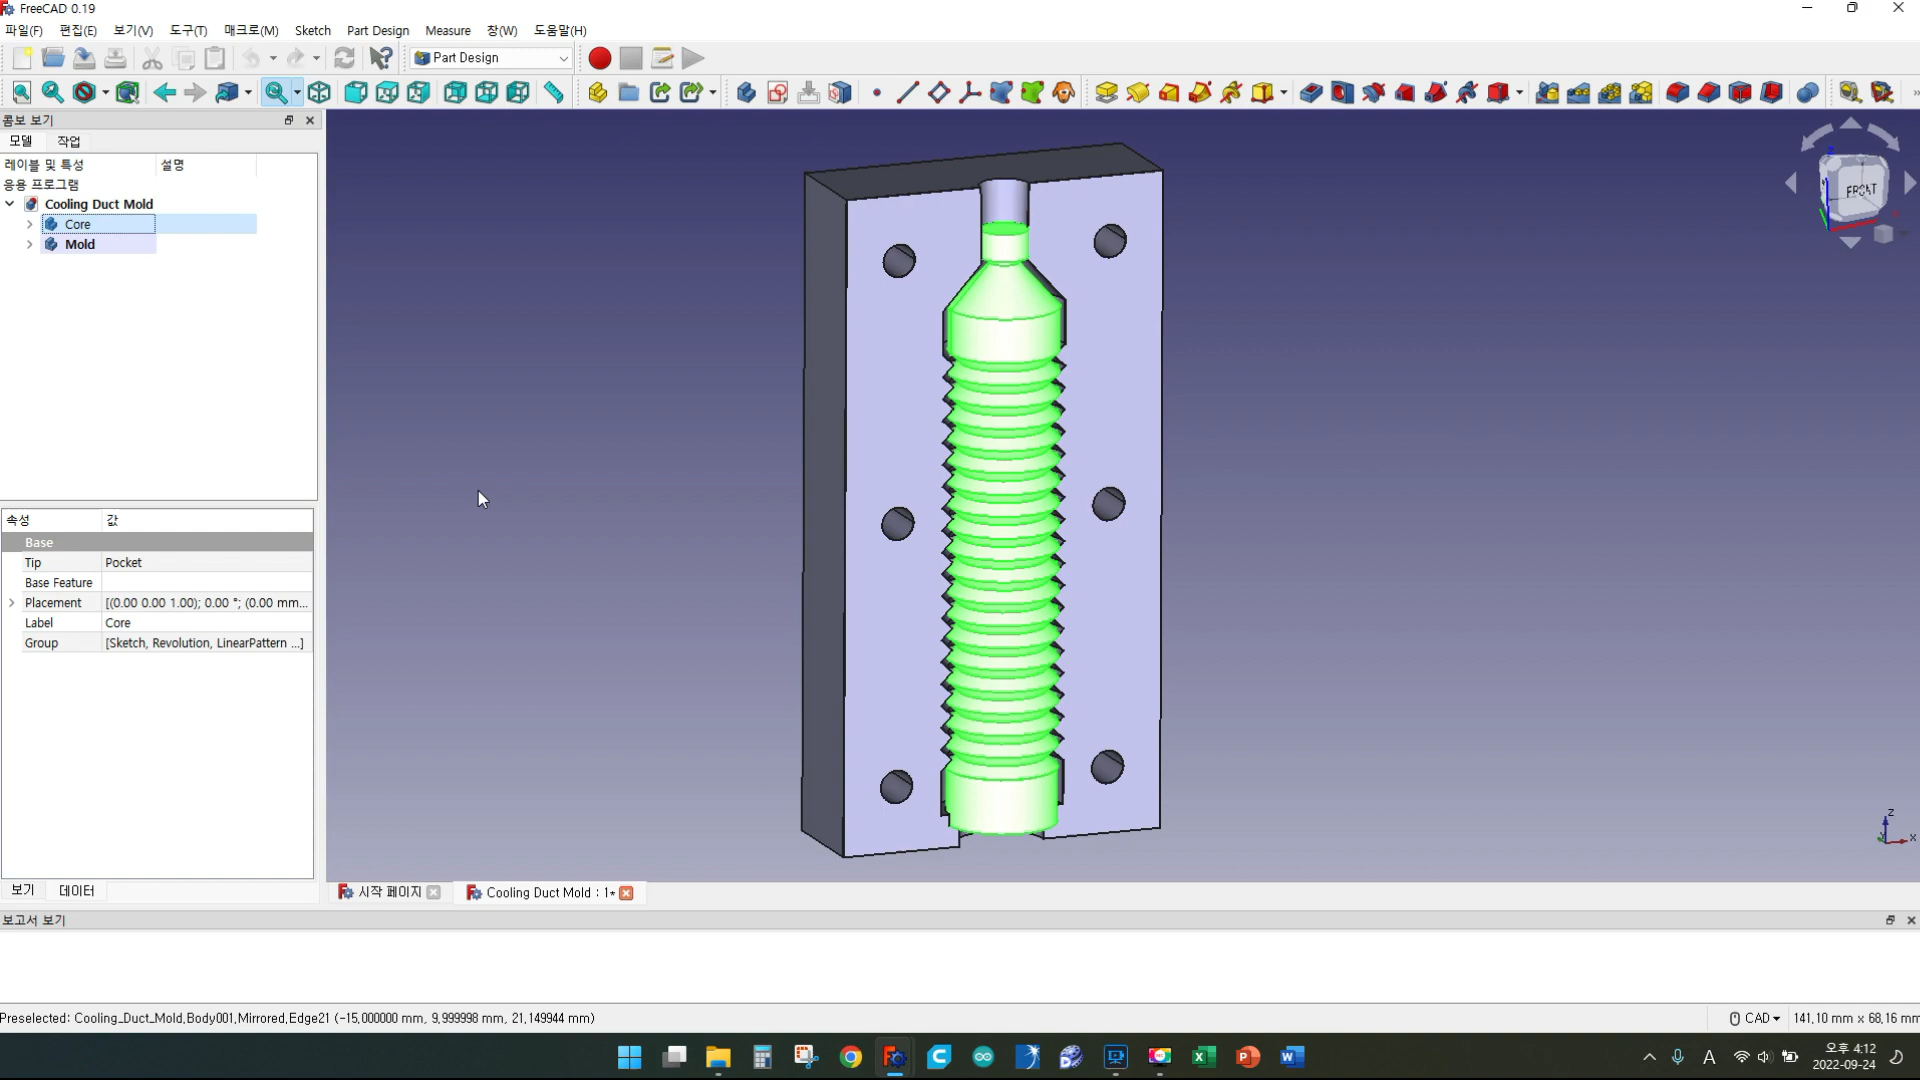 FreeCAD 0.19
파일(F) 편집(E) 보기(V) 도구(T) 매크로(M) Sketch Part Design Measure 창(W) 도움말(H)
Part Design
콤보 보기
모델 작업
레이블 및 특성 설명
응용 프로그램
Cooling Duct Mold
Core
Mold
속성 값
Base
Tip Pocket
Base Feature
Placement [(0.00 0.00 1.00); 0.00 °; (0.00 mm...
Label Core
Group [Sketch, Revolution, LinearPattern ...]
보기 데이터
FRONT
Z
X
시작 페이지 Cooling Duct Mold : 1*
보고서 보기
Preselected: Cooling_Duct_Mold.Body001.Mirrored.Edge21 (-15,000000 mm, 9,999998 mm, 21,149944 mm)
CAD 141,10 mm x 68,16 mm
A 오후 4:12
2022-09-24